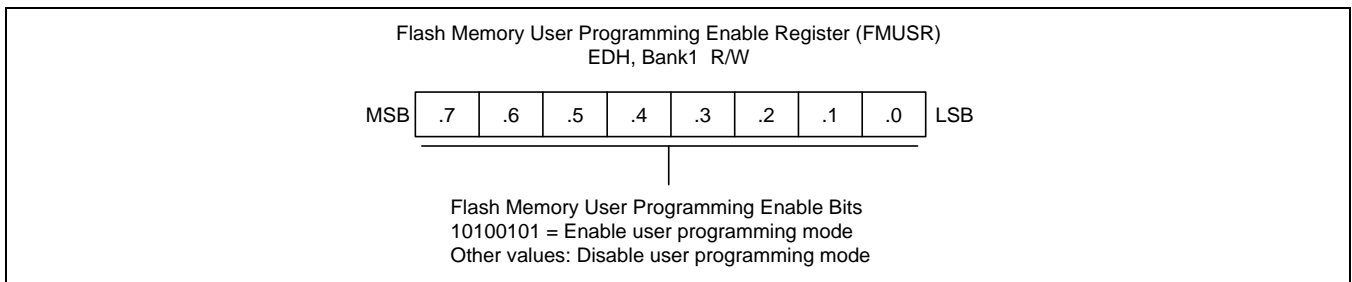 Flash Memory User Programming Enable Register (FMUSR)
EDH, Bank1 R/W
MSB .7 .6 .5 .4 .3 .2 .1 .0 LSB
Flash Memory User Programming Enable Bits
10100101 = Enable user programming mode
Other values: Disable user programming mode